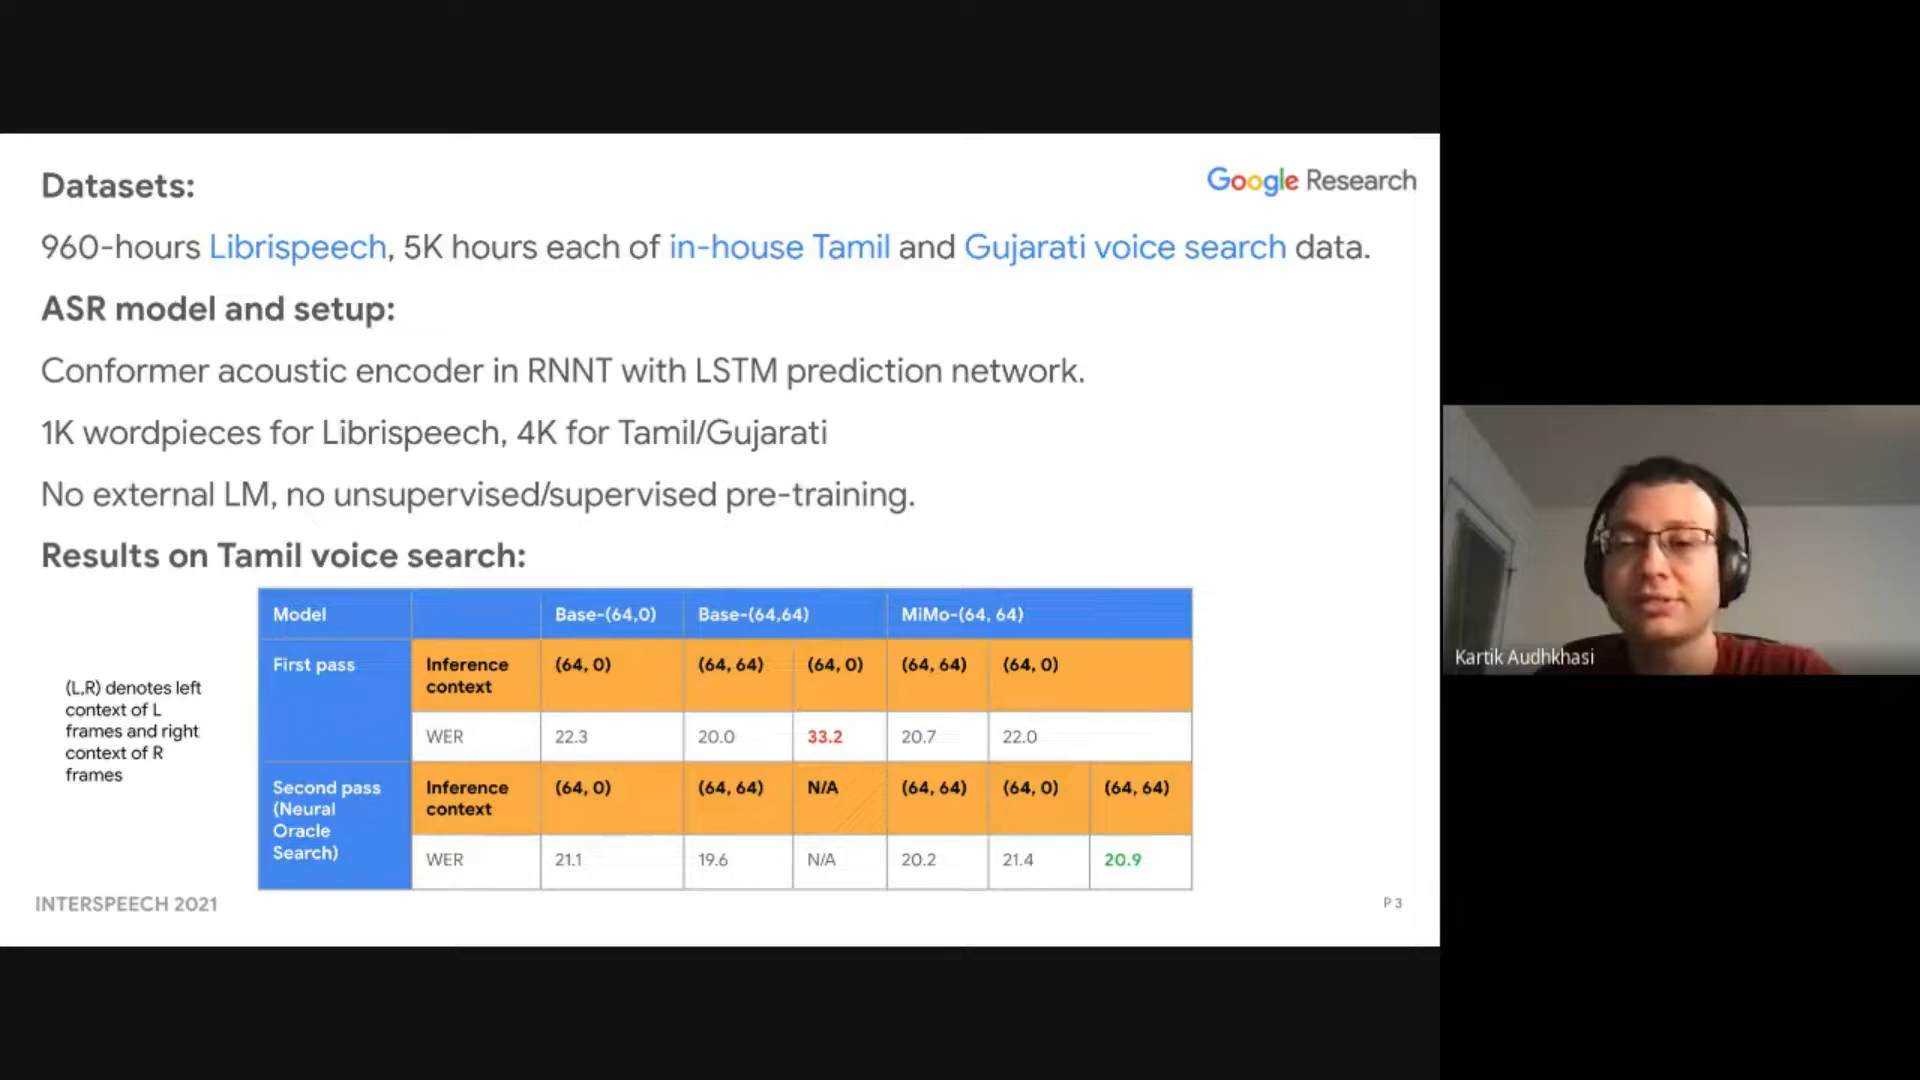 Google Research
Datasets:
960-hours Librispeech, 5K hours each of in-house Tamil and Gujarati voice search data.
ASR model and setup:
Conformer acoustic encoder in RNNT with LSTM prediction network.
1K wordpieces for Librispeech, 4K for Tamil/Gujarati
No external LM, no unsupervised/supervised pre-training.
Results on Tamil voice search:
(L,R) denotes left
context of L
frames and right
context of R
frames
Model Base-(64,0) Base-(64,64) MiMo-(64, 64)
First pass Inference context (64, 0) (64, 64) (64, 0) (64, 64) (64, 0)
WER 22.3 20.0 33.2 20.7 22.0
Second pass (Neural Oracle Search) Inference context (64, 0) (64, 64) N/A (64, 64) (64, 0) (64, 64)
WER 21.1 19.6 N/A 20.2 21.4 20.9
INTERSPEECH 2021
P 3
Kartik Audhkhasi